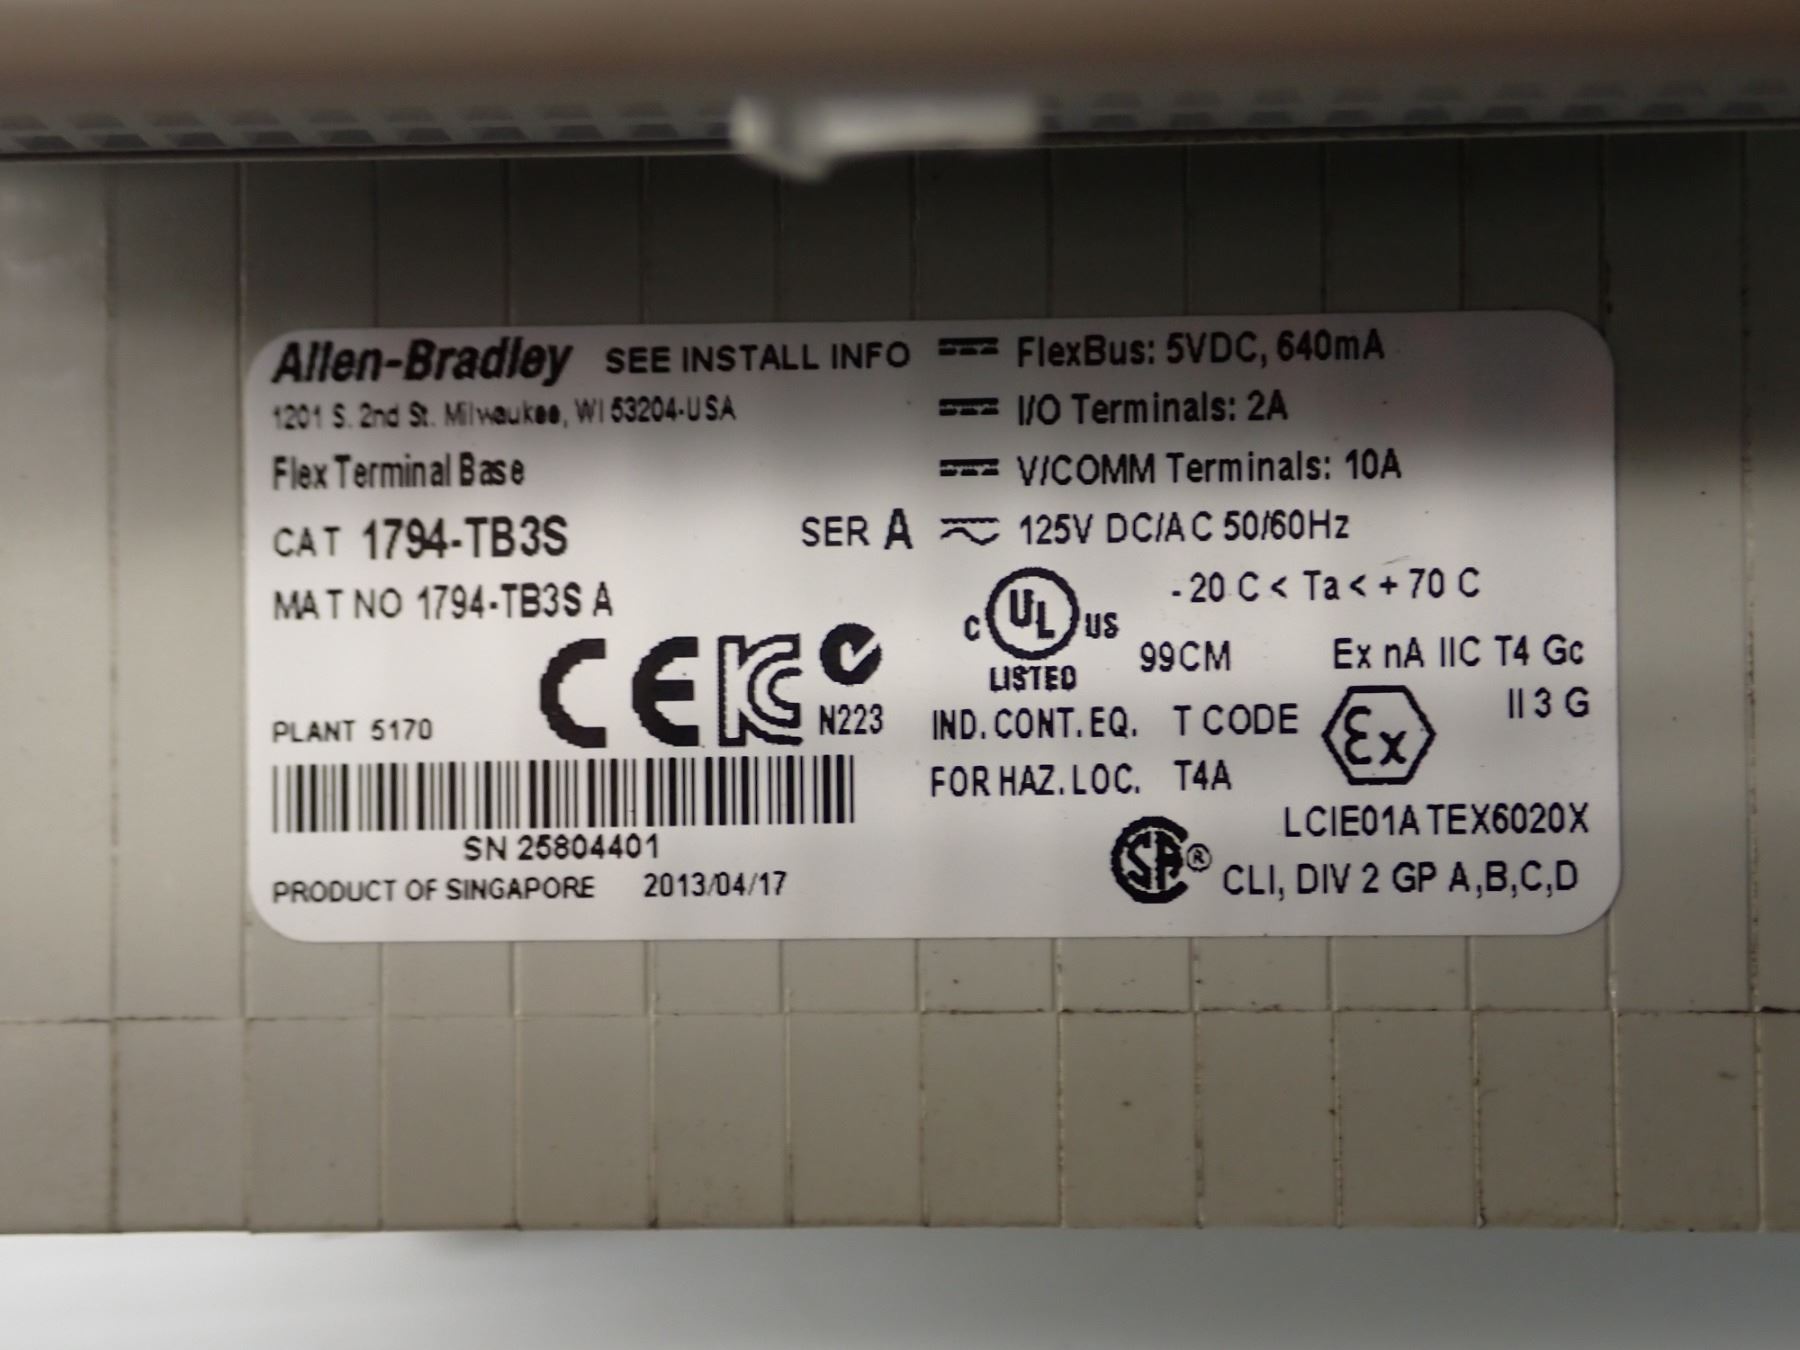 Allen-Bradley SEE INSTALL INFO
1201 S. 2nd St. Milwaukee, WI 53204-USA
Flex Terminal Base
CAT 1794-TB3S SER A
MAT NO 1794-TB3S A
CE KC N223
PLANT 5170
SN 25804401
PRODUCT OF SINGAPORE 2013/04/17
FlexBus: 5VDC, 640mA
I/O Terminals: 2A
V/COMM Terminals: 10A
125V DC/AC 50/60Hz
-20 C < Ta < +70 C
C UL US
LISTED 99CM
Ex nA IIC T4 Gc
II 3 G
IND. CONT. EQ. T CODE Ex
FOR HAZ. LOC. T4A
LCIE01ATEX6020X
SA® CLI, DIV 2 GP A,B,C,D